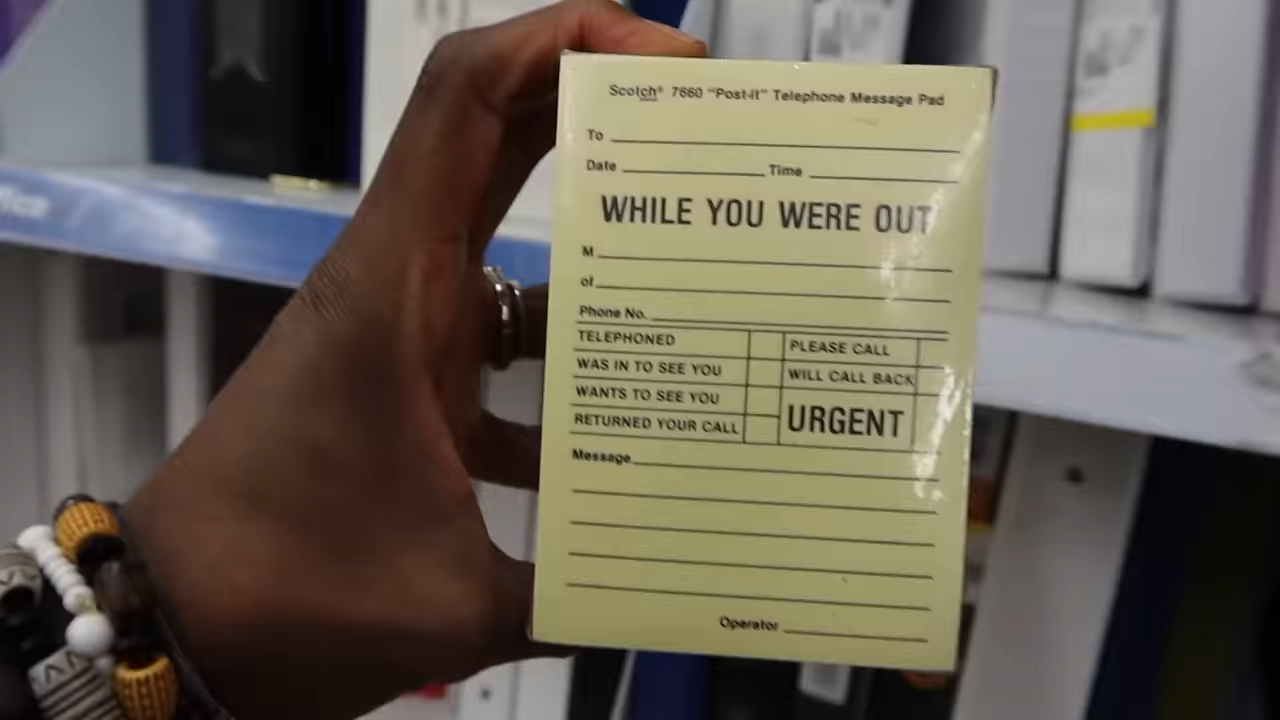 Scotch® 7660 "Post-it" Telephone Message Pad
To
Date Time
WHILE YOU WERE OUT
M
of
Phone No.
TELEPHONED PLEASE CALL
WAS IN TO SEE YOU WILL CALL BACK
WANTS TO SEE YOU URGENT
RETURNED YOUR CALL
Message
Operator